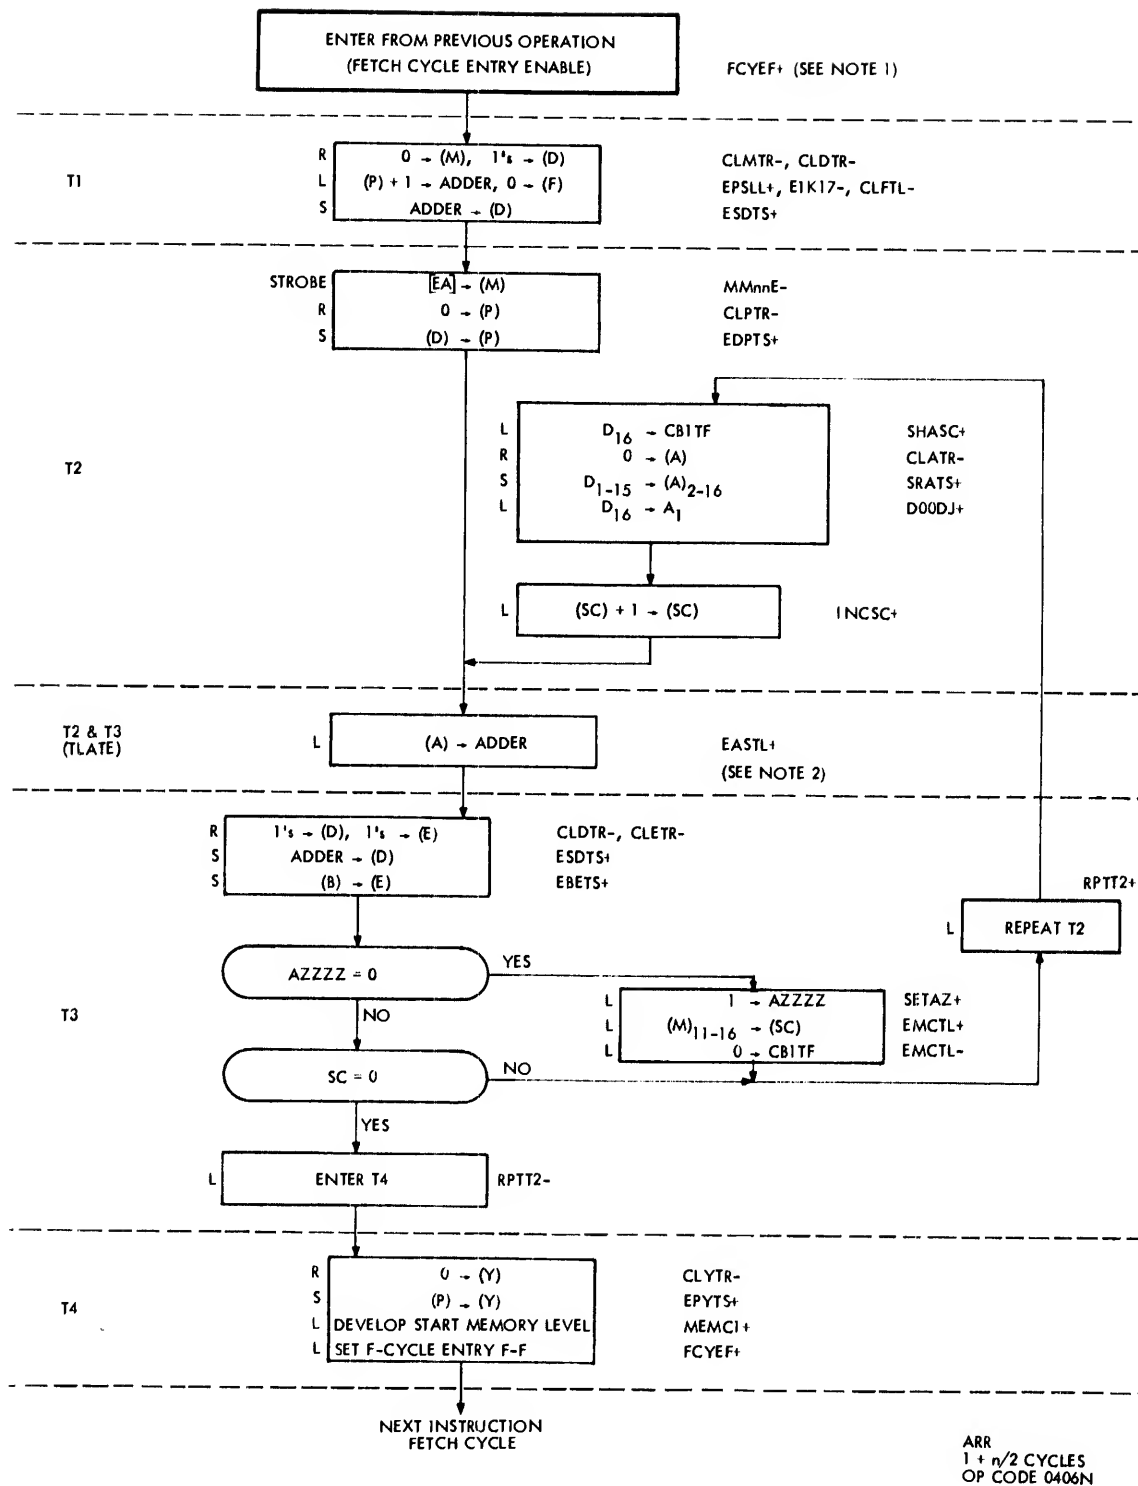 ENTER FROM PREVIOUS OPERATION
(FETCH CYCLE ENTRY ENABLE)
FCYEF+ (SEE NOTE 1)
T1
R 0 → (M), 1's → (D) CLMTR-, CLDTR-
L (P) + 1 → ADDER, 0 → (F) EPSLL+, E1K17-, CLFTL-
S ADDER → (D) ESDTS+
T2
STROBE [EA] → (M) MMnnE-
R 0 → (P) CLPTR-
S (D) → (P) EDPTS+
L D16 → CBITF SHASC+
R 0 → (A) CLATR-
S D1-15 → (A)2-16 SRATS+
L D16 → A1 D00DJ+
L (SC) + 1 → (SC) INCSC+
T2 & T3
(TLATE)
L (A) → ADDER EASTL+
(SEE NOTE 2)
T3
R 1's → (D), 1's → (E) CLDTR-, CLETR-
S ADDER → (D) ESDTS+
S (B) → (E) EBETS+
RPTT2+
L REPEAT T2
AZZZZ = 0
YES
NO
L 1 → AZZZZ SETAZ+
L (M)11-16 → (SC) EMCTL+
L 0 → CBITF EMCTL-
SC = 0
NO
YES
L ENTER T4 RPTT2-
T4
R 0 → (Y) CLYTR-
S (P) → (Y) EPYTS+
L DEVELOP START MEMORY LEVEL MEMCI+
L SET F-CYCLE ENTRY F-F FCYEF+
NEXT INSTRUCTION
FETCH CYCLE
ARR
1 + n/2 CYCLES
OP CODE 0406N